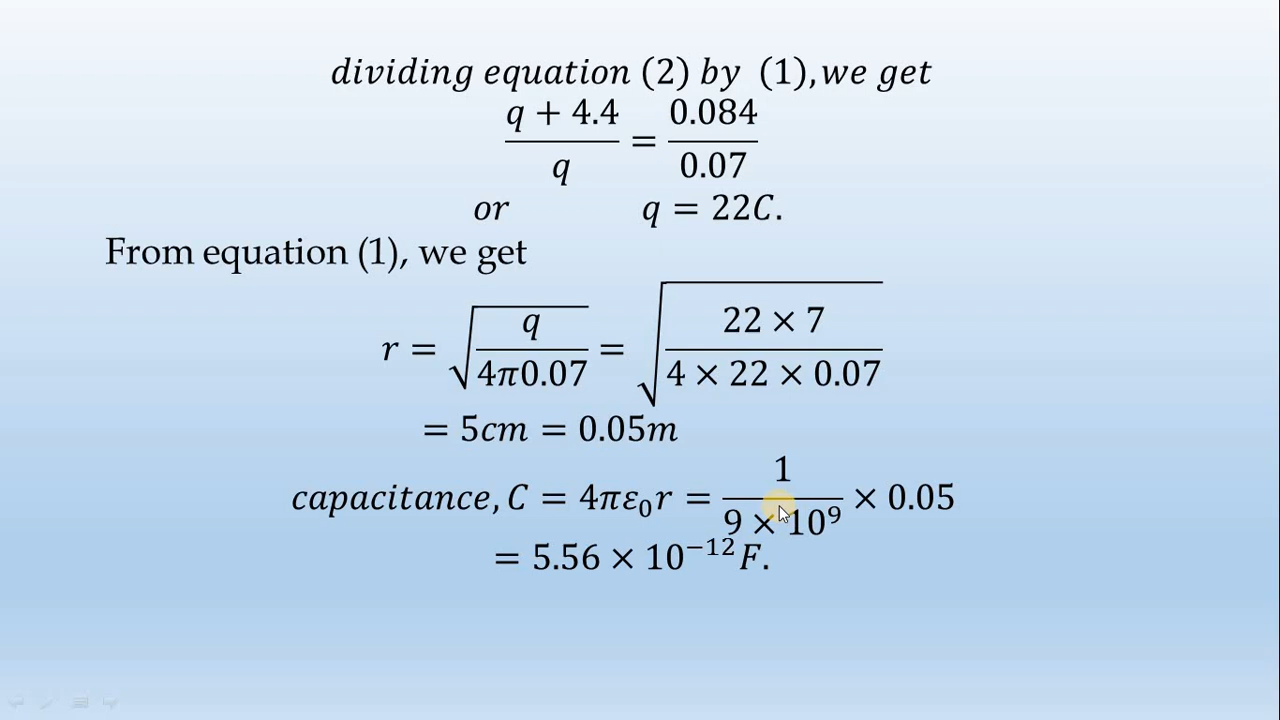 dividing equation (2) by (1), we get
q + 4.4 / q = 0.084 / 0.07
or q = 22C.
From equation (1), we get
r = √(q / 4π0.07) = √(22 × 7 / 4 × 22 × 0.07)
= 5cm = 0.05m
capacitance, C = 4πε₀r = 1 / 9 × 10⁹ × 0.05
= 5.56 × 10⁻¹² F.